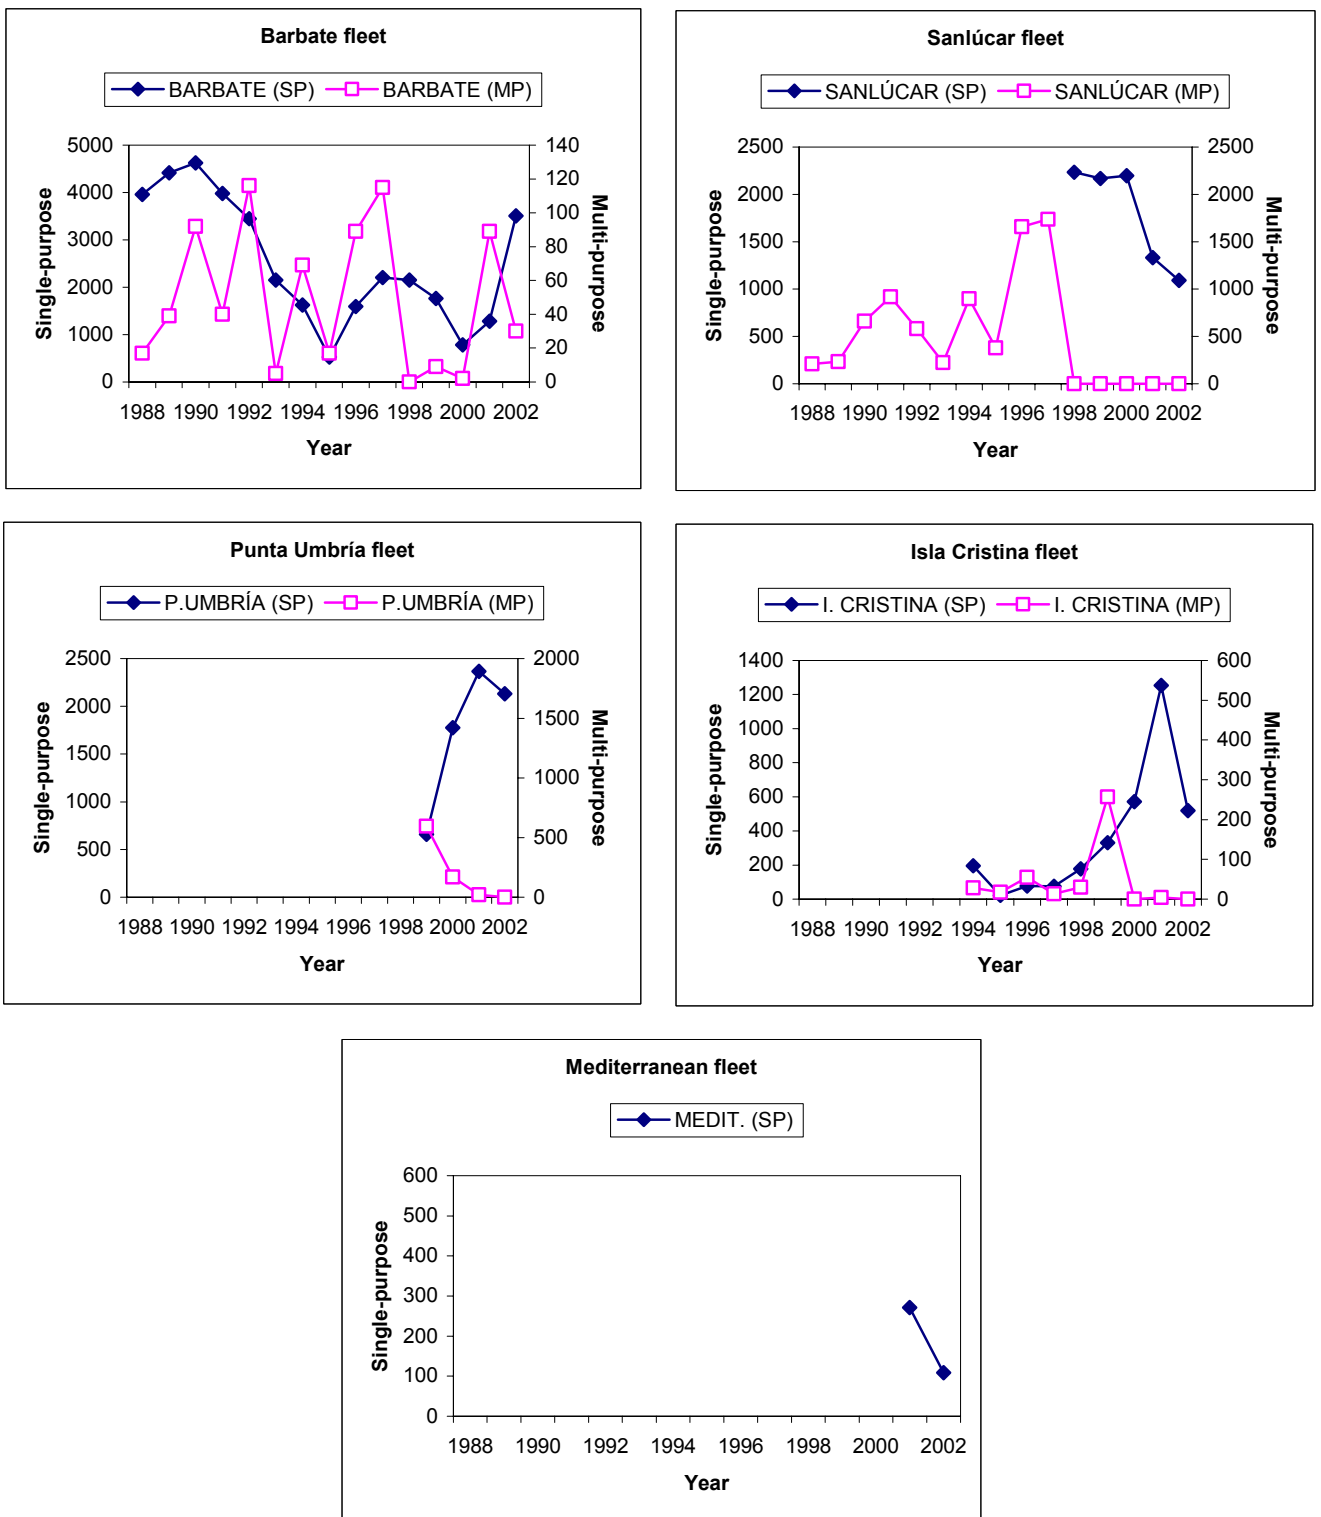 Barbate fleet
BARBATE (SP) BARBATE (MP)
5000
4000
3000
2000
1000
0
Single-purpose
140
120
100
80
60
40
20
0
Multi-purpose
1988 1990 1992 1994 1996 1998 2000 2002
Year
Sanlúcar fleet
SANLÚCAR (SP) SANLÚCAR (MP)
2500
2000
1500
1000
500
0
Single-purpose
2500
2000
1500
1000
500
0
Multi-purpose
1988 1990 1992 1994 1996 1998 2000 2002
Year
Punta Umbría fleet
P.UMBRÍA (SP) P.UMBRÍA (MP)
2500
2000
1500
1000
500
0
Single-purpose
2000
1500
1000
500
0
Multi-purpose
1988 1990 1992 1994 1996 1998 2000 2002
Year
Isla Cristina fleet
I. CRISTINA (SP) I. CRISTINA (MP)
1400
1200
1000
800
600
400
200
0
Single-purpose
600
500
400
300
200
100
0
Multi-purpose
1988 1990 1992 1994 1996 1998 2000 2002
Year
Mediterranean fleet
MEDIT. (SP)
600
500
400
300
200
100
0
Single-purpose
1988 1990 1992 1994 1996 1998 2000 2002
Year